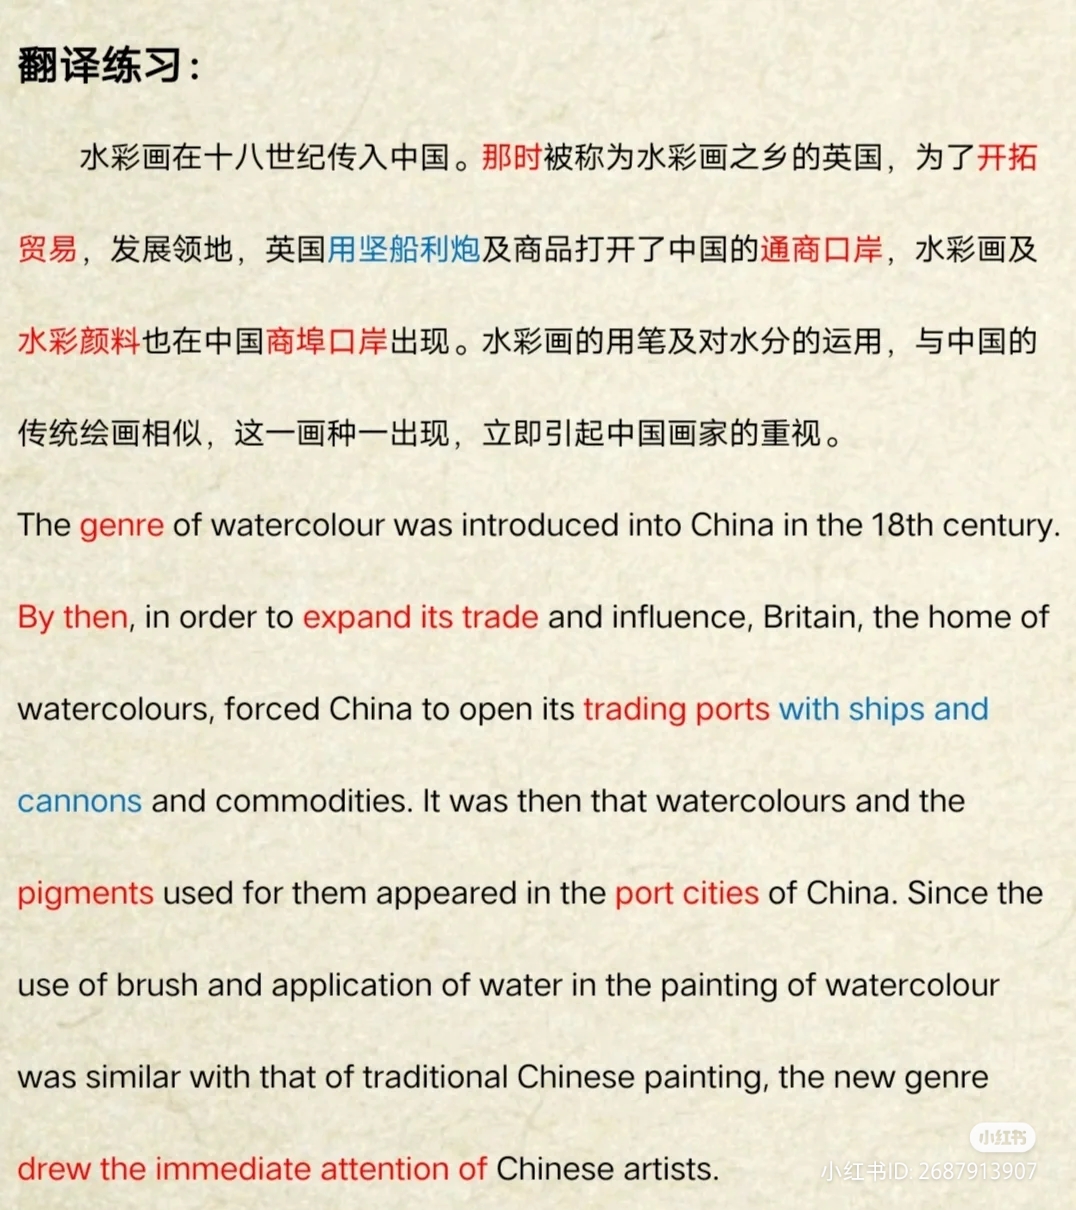 翻译练习：
水彩画在十八世纪传入中国。那时被称为水彩画之乡的英国，为了开拓
贸易，发展领地，英国用坚船利炮及商品打开了中国的通商口岸，水彩画及
水彩颜料也在中国商埠口岸出现。水彩画的用笔及对水分的运用，与中国的
传统绘画相似，这一画种一出现，立即引起中国画家的重视。
The genre of watercolour was introduced into China in the 18th century.
By then, in order to expand its trade and influence, Britain, the home of
watercolours, forced China to open its trading ports with ships and
cannons and commodities. It was then that watercolours and the
pigments used for them appeared in the port cities of China. Since the
use of brush and application of water in the painting of watercolour
was similar with that of traditional Chinese painting, the new genre
drew the immediate attention of Chinese artists.
小红书
小红书ID: 2687913907